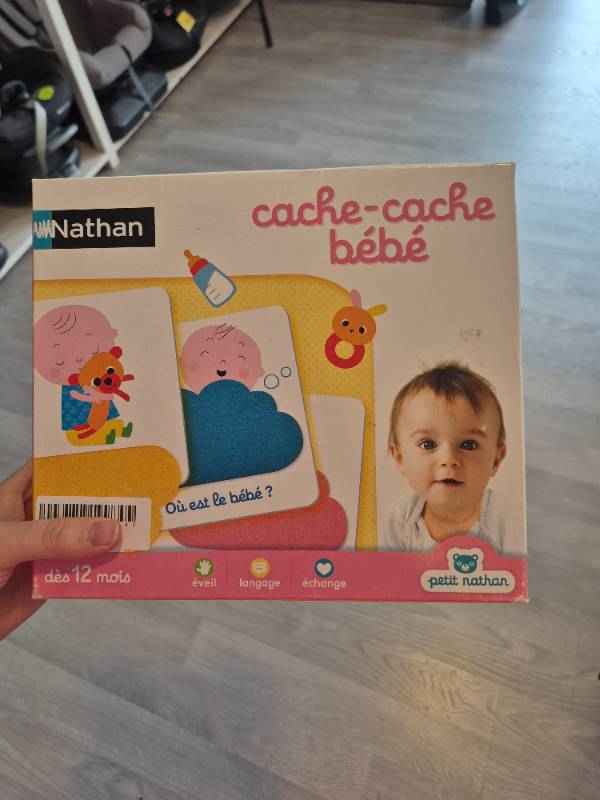 Nathan
cache-cache
bébé
Où est le bébé ?
dès 12 mois
éveil
langage
échange
petit nathan